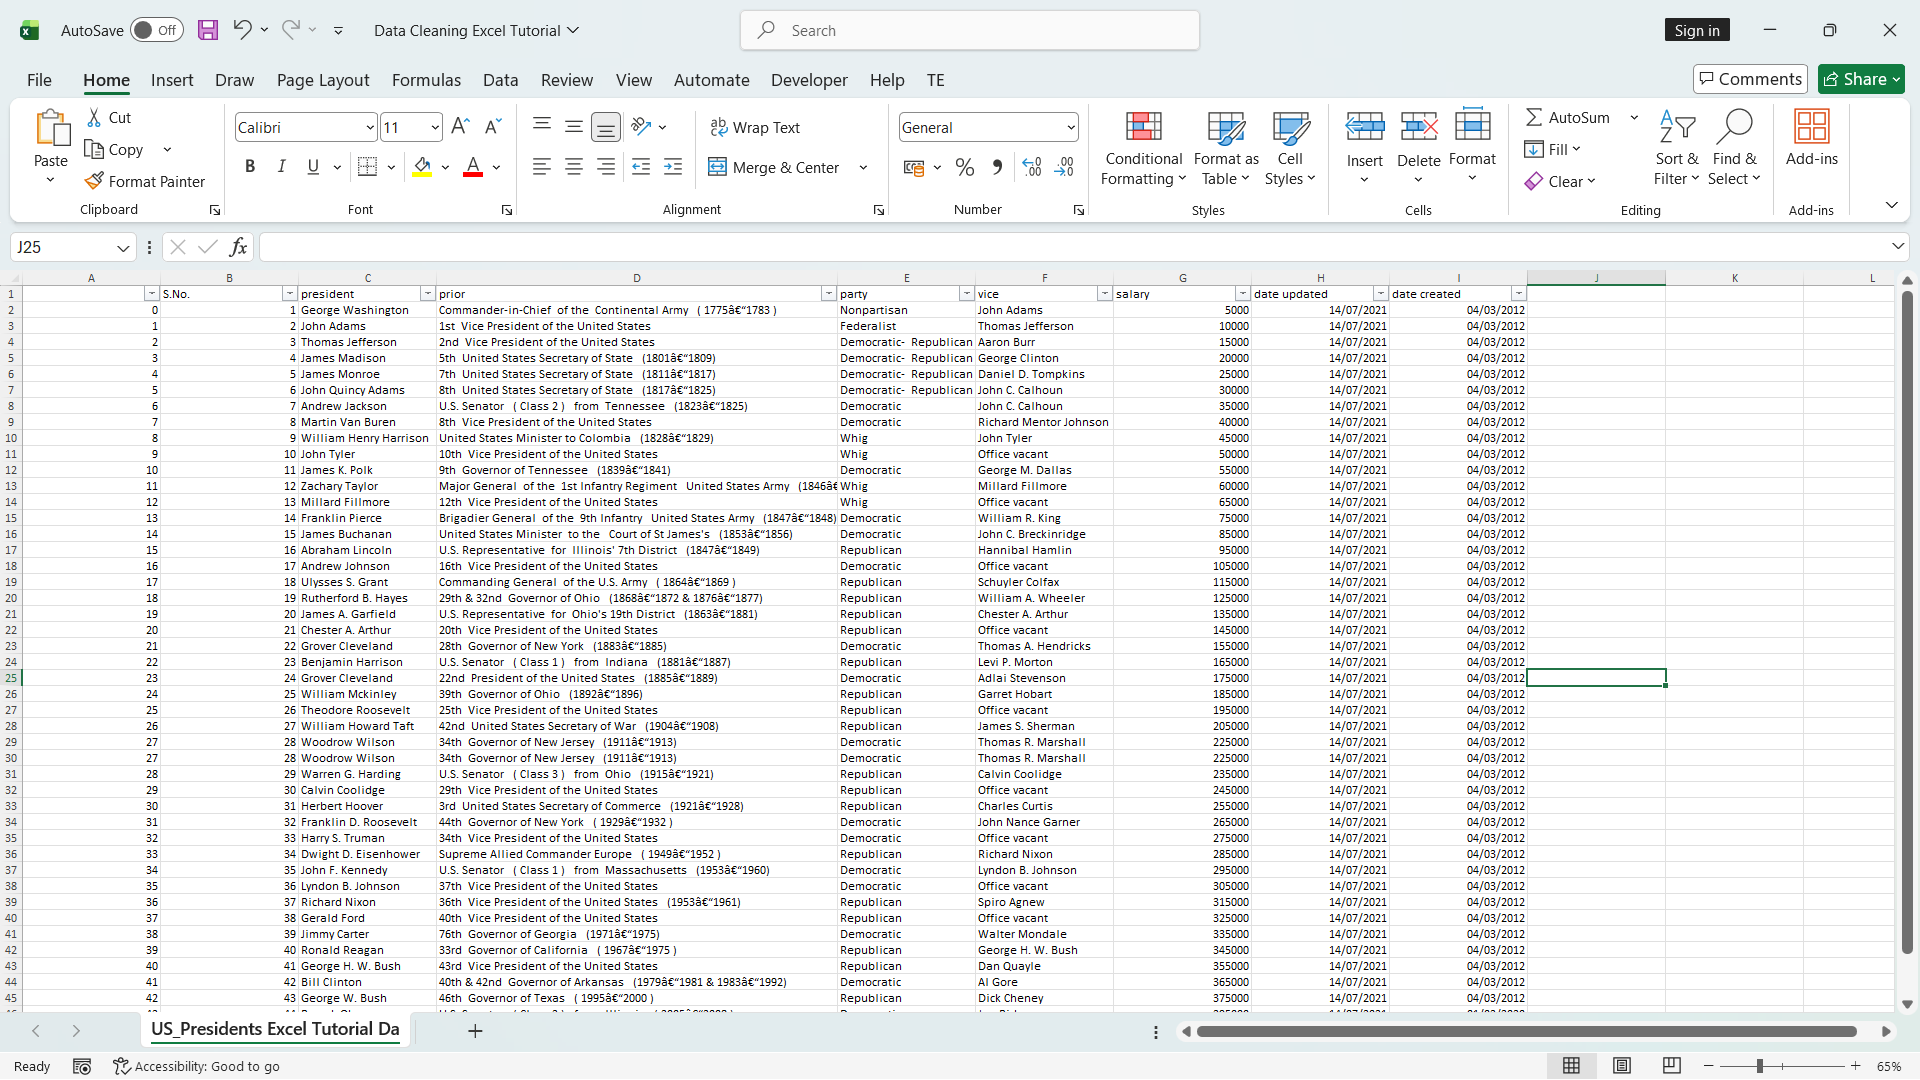 AutoSave Off Data Cleaning Excel Tutorial Search Sign in
File Home Insert Draw Page Layout Formulas Data Review View Automate Developer Help TE Comments Share
Paste Cut Copy Format Painter Clipboard
Calibri 11 B I U A Font
ab Wrap Text Merge & Center Alignment
General % Number
Conditional Formatting Format as Table Cell Styles Styles
Insert Delete Format Cells
AutoSum Fill Clear Sort & Filter Find & Select Editing
Add-ins Add-ins
J25 fx
A B C D E F G H I J K L
1 S.No. president prior party vice salary date updated date created
2 0 1 George Washington Commander-in-Chief of the Continental Army ( 1775â€“1783 ) Nonpartisan John Adams 5000 14/07/2021 04/03/2012
3 1 2 John Adams 1st Vice President of the United States Federalist Thomas Jefferson 10000 14/07/2021 04/03/2012
4 2 3 Thomas Jefferson 2nd Vice President of the United States Democratic- Republican Aaron Burr 15000 14/07/2021 04/03/2012
5 3 4 James Madison 5th United States Secretary of State (1801â€“1809) Democratic- Republican George Clinton 20000 14/07/2021 04/03/2012
6 4 5 James Monroe 7th United States Secretary of State (1811â€“1817) Democratic- Republican Daniel D. Tompkins 25000 14/07/2021 04/03/2012
7 5 6 John Quincy Adams 8th United States Secretary of State (1817â€“1825) Democratic- Republican John C. Calhoun 30000 14/07/2021 04/03/2012
8 6 7 Andrew Jackson U.S. Senator ( Class 2 ) from Tennessee (1823â€“1825) Democratic John C. Calhoun 35000 14/07/2021 04/03/2012
9 7 8 Martin Van Buren 8th Vice President of the United States Democratic Richard Mentor Johnson 40000 14/07/2021 04/03/2012
10 8 9 William Henry Harrison United States Minister to Colombia (1828â€“1829) Whig John Tyler 45000 14/07/2021 04/03/2012
11 9 10 John Tyler 10th Vice President of the United States Whig Office vacant 50000 14/07/2021 04/03/2012
12 10 11 James K. Polk 9th Governor of Tennessee (1839â€“1841) Democratic George M. Dallas 55000 14/07/2021 04/03/2012
13 11 12 Zachary Taylor Major General of the 1st Infantry Regiment United States Army (1846â€ Whig Millard Fillmore 60000 14/07/2021 04/03/2012
14 12 13 Millard Fillmore 12th Vice President of the United States Whig Office vacant 65000 14/07/2021 04/03/2012
15 13 14 Franklin Pierce Brigadier General of the 9th Infantry United States Army (1847â€“1848) Democratic William R. King 75000 14/07/2021 04/03/2012
16 14 15 James Buchanan United States Minister to the Court of St James's (1853â€“1856) Democratic John C. Breckinridge 85000 14/07/2021 04/03/2012
17 15 16 Abraham Lincoln U.S. Representative for Illinois' 7th District (1847â€“1849) Republican Hannibal Hamlin 95000 14/07/2021 04/03/2012
18 16 17 Andrew Johnson 16th Vice President of the United States Democratic Office vacant 105000 14/07/2021 04/03/2012
19 17 18 Ulysses S. Grant Commanding General of the U.S. Army ( 1864â€“1869 ) Republican Schuyler Colfax 115000 14/07/2021 04/03/2012
20 18 19 Rutherford B. Hayes 29th & 32nd Governor of Ohio (1868â€“1872 & 1876â€“1877) Republican William A. Wheeler 125000 14/07/2021 04/03/2012
21 19 20 James A. Garfield U.S. Representative for Ohio's 19th District (1863â€“1881) Republican Chester A. Arthur 135000 14/07/2021 04/03/2012
22 20 21 Chester A. Arthur 20th Vice President of the United States Republican Office vacant 145000 14/07/2021 04/03/2012
23 21 22 Grover Cleveland 28th Governor of New York (1883â€“1885) Democratic Thomas A. Hendricks 155000 14/07/2021 04/03/2012
24 22 23 Benjamin Harrison U.S. Senator ( Class 1 ) from Indiana (1881â€“1887) Republican Levi P. Morton 165000 14/07/2021 04/03/2012
25 23 24 Grover Cleveland 22nd President of the United States (1885â€“1889) Democratic Adlai Stevenson 175000 14/07/2021 04/03/2012
26 24 25 William Mckinley 39th Governor of Ohio (1892â€“1896) Republican Garret Hobart 185000 14/07/2021 04/03/2012
27 25 26 Theodore Roosevelt 25th Vice President of the United States Republican Office vacant 195000 14/07/2021 04/03/2012
28 26 27 William Howard Taft 42nd United States Secretary of War (1904â€“1908) Republican James S. Sherman 205000 14/07/2021 04/03/2012
29 27 28 Woodrow Wilson 34th Governor of New Jersey (1911â€“1913) Democratic Thomas R. Marshall 225000 14/07/2021 04/03/2012
30 27 28 Woodrow Wilson 34th Governor of New Jersey (1911â€“1913) Democratic Thomas R. Marshall 225000 14/07/2021 04/03/2012
31 28 29 Warren G. Harding U.S. Senator ( Class 3 ) from Ohio (1915â€“1921) Republican Calvin Coolidge 235000 14/07/2021 04/03/2012
32 29 30 Calvin Coolidge 29th Vice President of the United States Republican Office vacant 245000 14/07/2021 04/03/2012
33 30 31 Herbert Hoover 3rd United States Secretary of Commerce (1921â€“1928) Republican Charles Curtis 255000 14/07/2021 04/03/2012
34 31 32 Franklin D. Roosevelt 44th Governor of New York ( 1929â€“1932 ) Democratic John Nance Garner 265000 14/07/2021 04/03/2012
35 32 33 Harry S. Truman 34th Vice President of the United States Democratic Office vacant 275000 14/07/2021 04/03/2012
36 33 34 Dwight D. Eisenhower Supreme Allied Commander Europe ( 1949â€“1952 ) Republican Richard Nixon 285000 14/07/2021 04/03/2012
37 34 35 John F. Kennedy U.S. Senator ( Class 1 ) from Massachusetts (1953â€“1960) Democratic Lyndon B. Johnson 295000 14/07/2021 04/03/2012
38 35 36 Lyndon B. Johnson 37th Vice President of the United States Democratic Office vacant 305000 14/07/2021 04/03/2012
39 36 37 Richard Nixon 36th Vice President of the United States (1953â€“1961) Republican Spiro Agnew 315000 14/07/2021 04/03/2012
40 37 38 Gerald Ford 40th Vice President of the United States Republican Office vacant 325000 14/07/2021 04/03/2012
41 38 39 Jimmy Carter 76th Governor of Georgia (1971â€“1975) Democratic Walter Mondale 335000 14/07/2021 04/03/2012
42 39 40 Ronald Reagan 33rd Governor of California ( 1967â€“1975 ) Republican George H. W. Bush 345000 14/07/2021 04/03/2012
43 40 41 George H. W. Bush 43rd Vice President of the United States Republican Dan Quayle 355000 14/07/2021 04/03/2012
44 41 42 Bill Clinton 40th & 42nd Governor of Arkansas (1979â€“1981 & 1983â€“1992) Democratic Al Gore 365000 14/07/2021 04/03/2012
45 42 43 George W. Bush 46th Governor of Texas ( 1995â€“2000 ) Republican Dick Cheney 375000 14/07/2021 04/03/2012
US_Presidents Excel Tutorial Da
Ready Accessibility: Good to go 65%